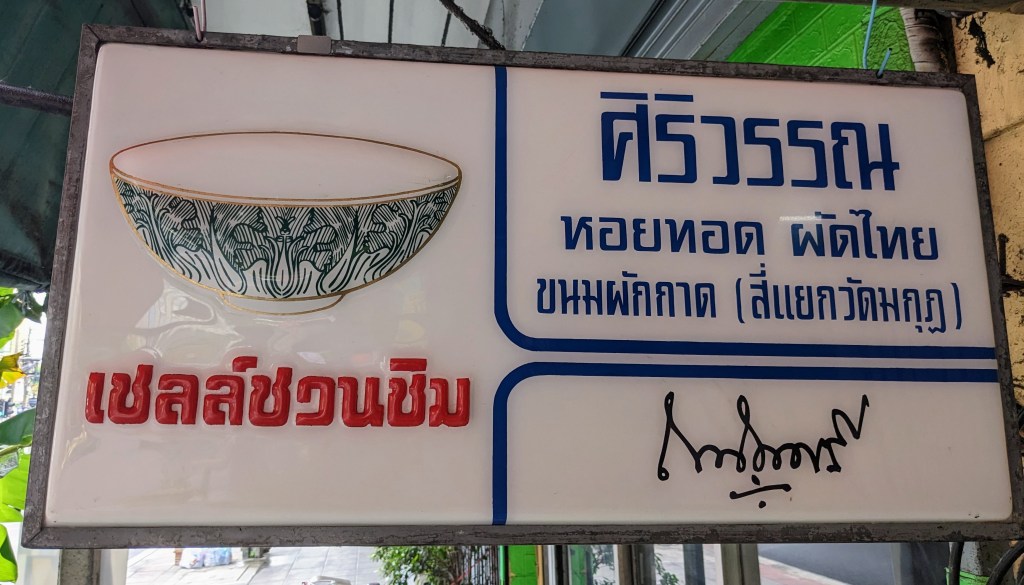 เชลล์ชวนชิม
ศิริวรรณ
หอยทอด ผัดไทย
ขนมผักกาด (สี่แยกวัดมกุฎ)